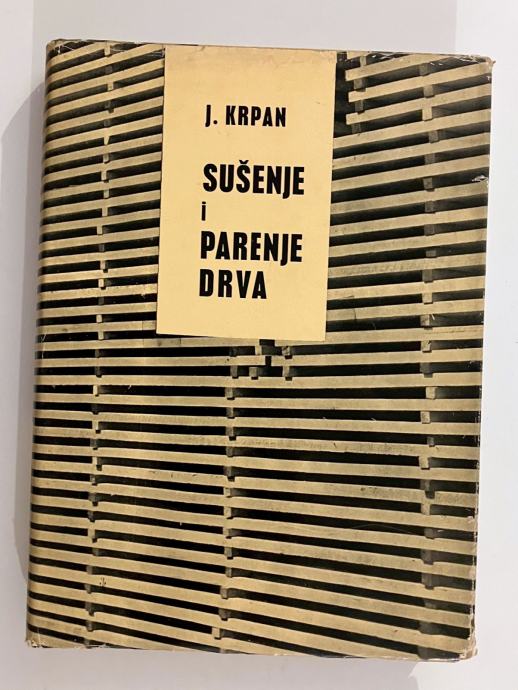 J. KRPAN
SUŠENJE
i
PARENJE
DRVA